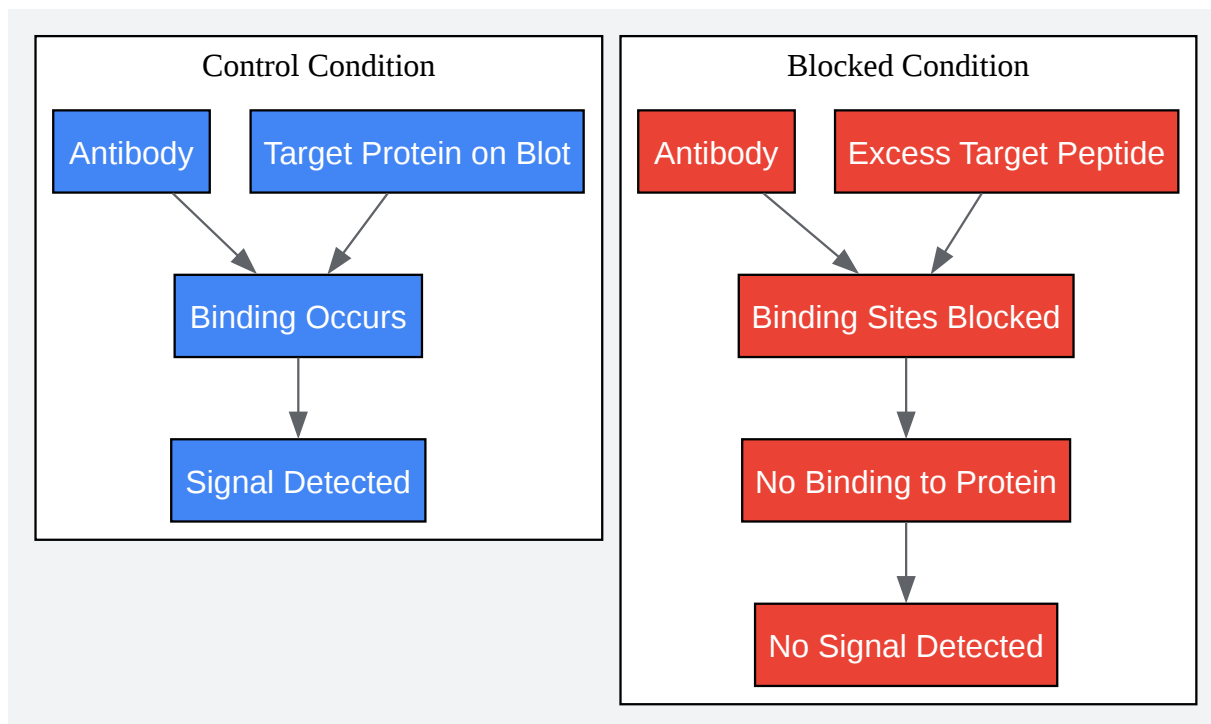 Control Condition
Antibody
Target Protein on Blot
Binding Occurs
Signal Detected
Blocked Condition
Antibody
Excess Target Peptide
Binding Sites Blocked
No Binding to Protein
No Signal Detected